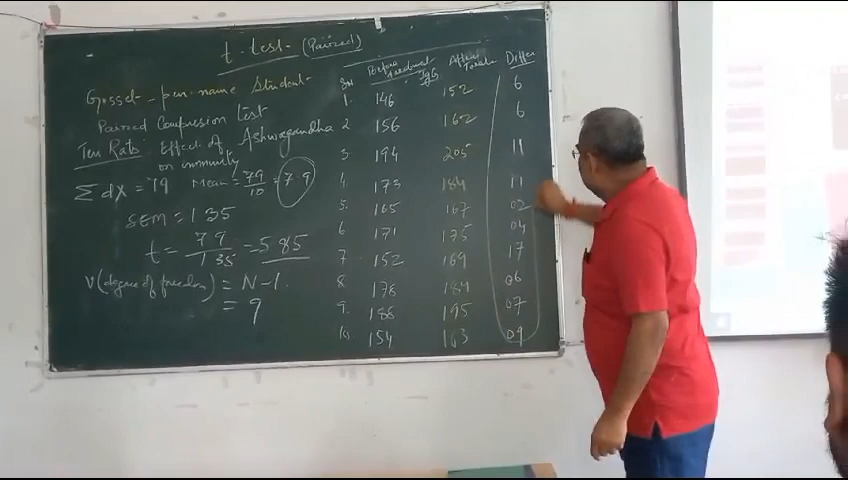 t-test (Paired)
Gosset - pen-name Student
Paired Comparision test
Ten Rats: Effect of Ashwagandha
on immunity
Σ dx = 79 Mean = 79/10 = 7.9
SEM = 1.35
t = 7.9/1.35 = 5.85
V (degree of freedom) = N-1.
= 9
Sn Before Treatment IgG After Differ
1. 146 152 6
2 156 162 6
3. 194 205 11
4. 173 184 11
5. 165 167 02
6 171 175 04
7 152 169 17
8 178 184 06
9. 188 195 07
10. 154 163 09